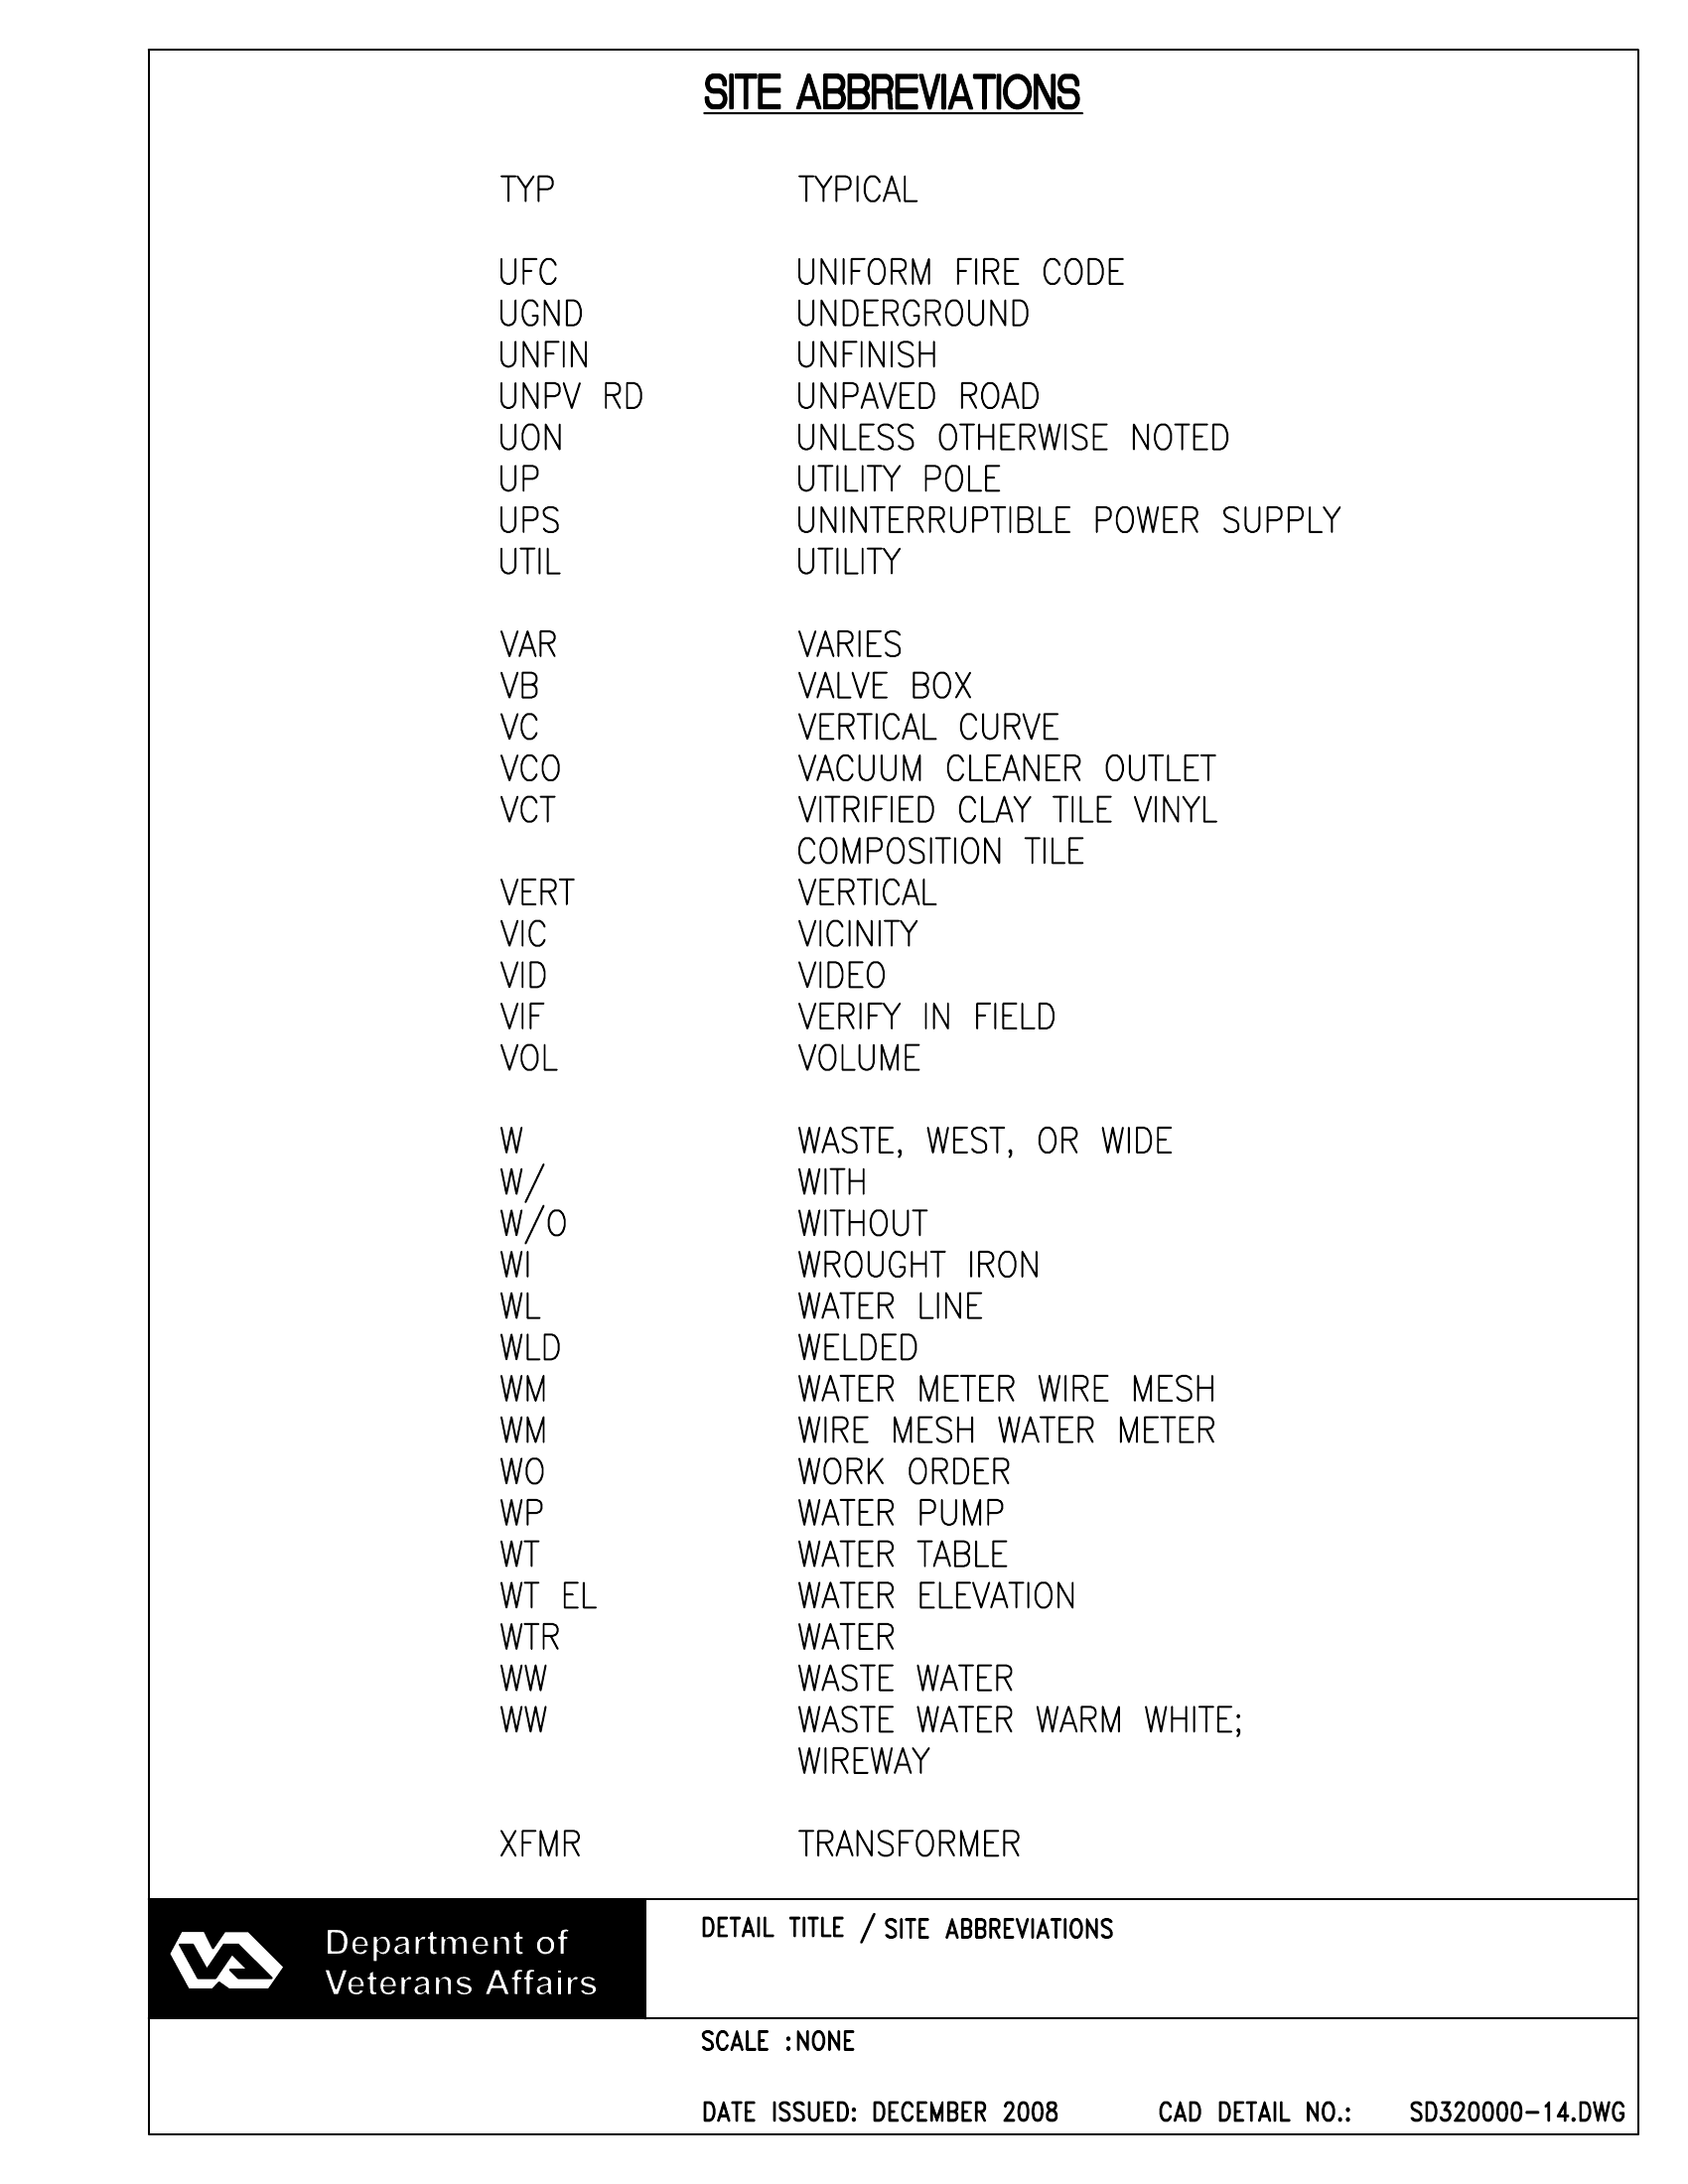 SITE ABBREVIATIONS
TYP TYPICAL
UFC UNIFORM FIRE CODE
UGND UNDERGROUND
UNFIN UNFINISH
UNPV RD UNPAVED ROAD
UON UNLESS OTHERWISE NOTED
UP UTILITY POLE
UPS UNINTERRUPTIBLE POWER SUPPLY
UTIL UTILITY
VAR VARIES
VB VALVE BOX
VC VERTICAL CURVE
VCO VACUUM CLEANER OUTLET
VCT VITRIFIED CLAY TILE VINYL
COMPOSITION TILE
VERT VERTICAL
VIC VICINITY
VID VIDEO
VIF VERIFY IN FIELD
VOL VOLUME
W WASTE, WEST, OR WIDE
W/ WITH
W/O WITHOUT
WI WROUGHT IRON
WL WATER LINE
WLD WELDED
WM WATER METER WIRE MESH
WM WIRE MESH WATER METER
WO WORK ORDER
WP WATER PUMP
WT WATER TABLE
WT EL WATER ELEVATION
WTR WATER
WW WASTE WATER
WW WASTE WATER WARM WHITE;
WIREWAY
XFMR TRANSFORMER
Department of
Veterans Affairs
DETAIL TITLE / SITE ABBREVIATIONS
SCALE :NONE
DATE ISSUED: DECEMBER 2008 CAD DETAIL NO.: SD320000-14.DWG